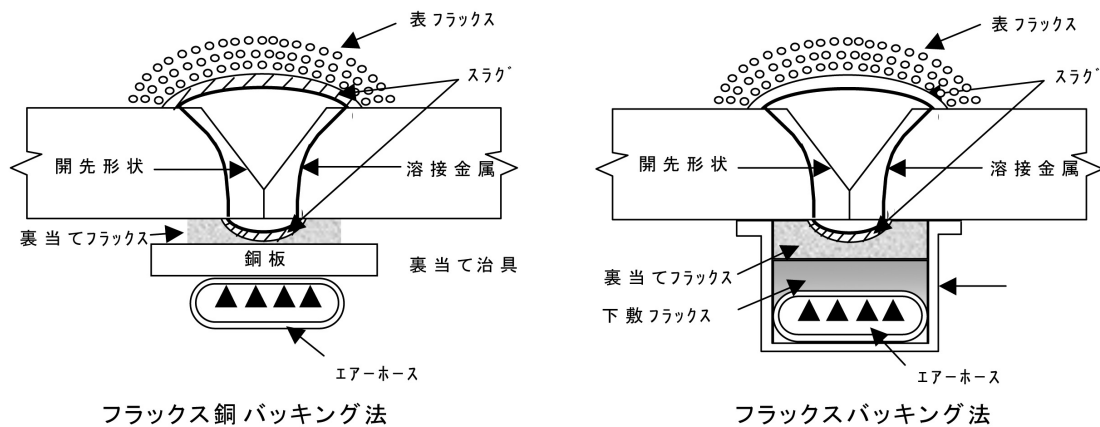 表フラックス
スラグ
開先形状
溶接金属
裏当てフラックス
銅板
裏当て治具
エアーホース
フラックス銅バッキング法
表フラックス
スラグ
開先形状
溶接金属
裏当てフラックス
下敷フラックス
エアーホース
フラックスバッキング法